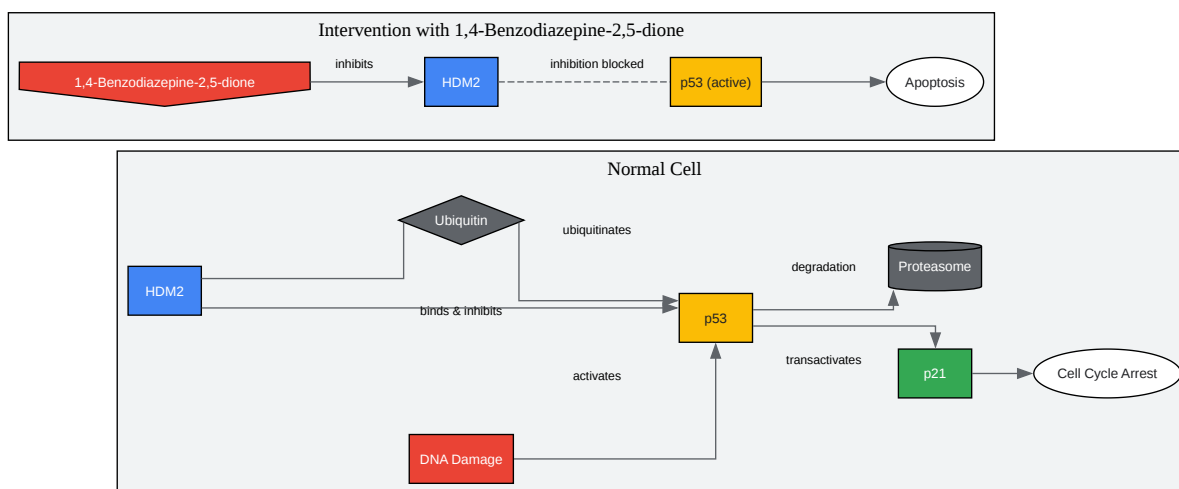 Intervention with 1,4-Benzodiazepine-2,5-dione
1,4-Benzodiazepine-2,5-dione
inhibits
HDM2
inhibition blocked
p53 (active)
Apoptosis
Normal Cell
Ubiquitin
ubiquitinates
HDM2
binds & inhibits
p53
degradation
Proteasome
activates
transactivates
p21
Cell Cycle Arrest
DNA Damage